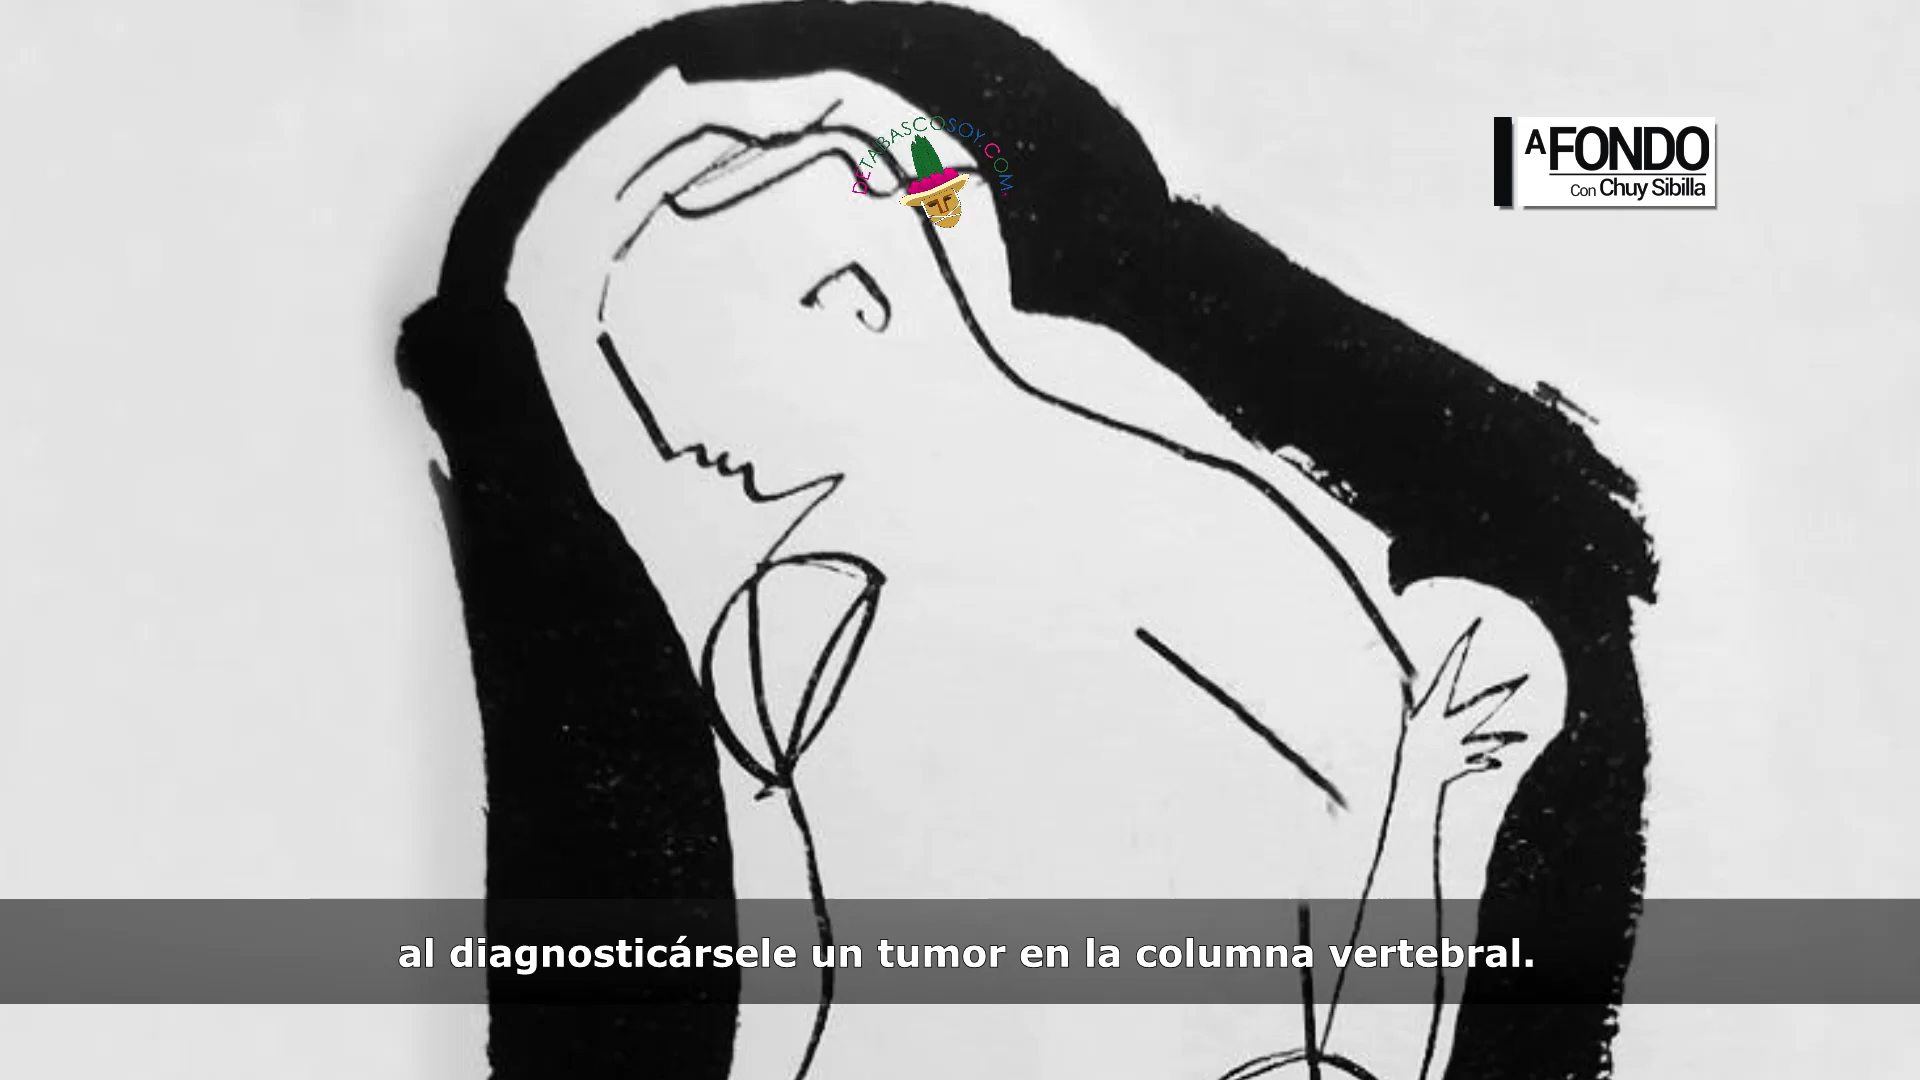 DETABASCOSOY.COM.
A FONDO
Con Chuy Sibilla
al diagnosticársele un tumor en la columna vertebral.